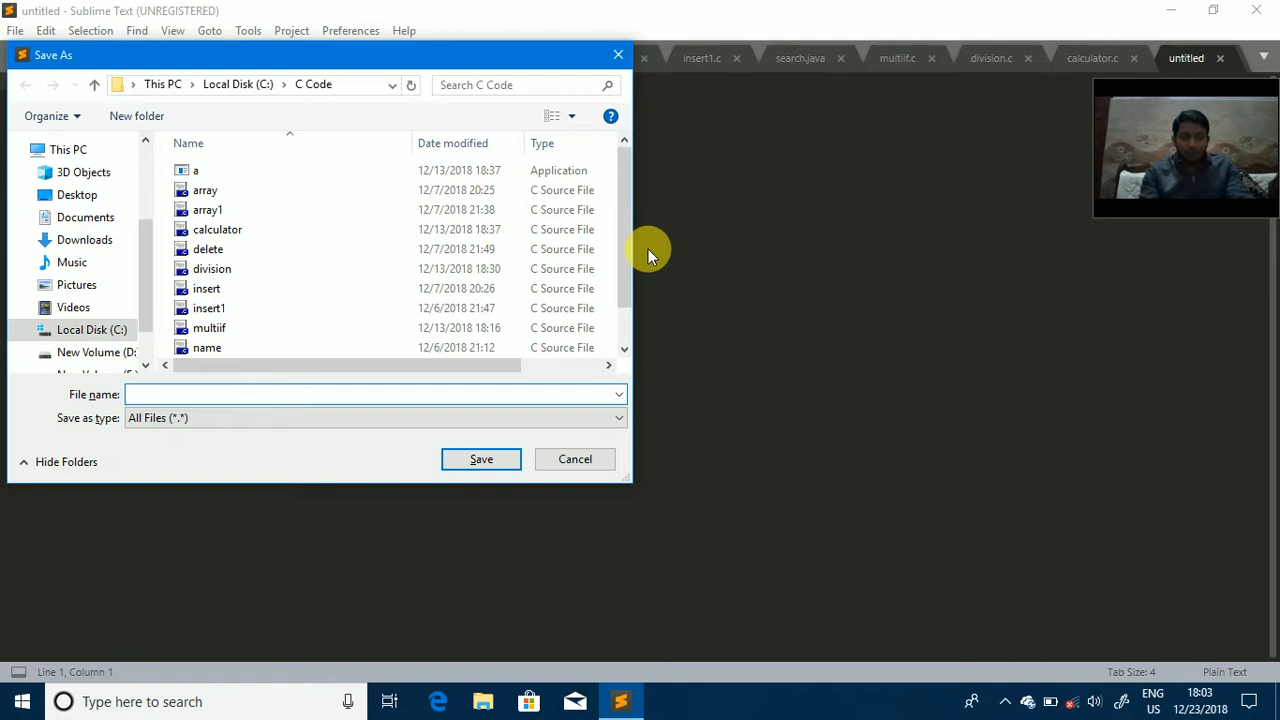 untitled - Sublime Text (UNREGISTERED)
File Edit Selection Find View Goto Tools Project Preferences Help
insert1.c search.java multiif.c division.c calculator.c untitled
Save As
This PC Local Disk (C:) C Code Search C Code
Organize New folder
Name Date modified Type
This PC
3D Objects
Desktop
Documents
Downloads
Music
Pictures
Videos
Local Disk (C:)
New Volume (D:
a 12/13/2018 18:37 Application
array 12/7/2018 20:25 C Source File
array1 12/7/2018 21:38 C Source File
calculator 12/13/2018 18:37 C Source File
delete 12/7/2018 21:49 C Source File
division 12/13/2018 18:30 C Source File
insert 12/7/2018 20:26 C Source File
insert1 12/6/2018 21:47 C Source File
multiif 12/13/2018 18:16 C Source File
name 12/6/2018 21:12 C Source File
File name:
Save as type: All Files (*.*)
Hide Folders Save Cancel
Line 1, Column 1 Tab Size: 4 Plain Text
Type here to search
ENG
US
18:03
12/23/2018